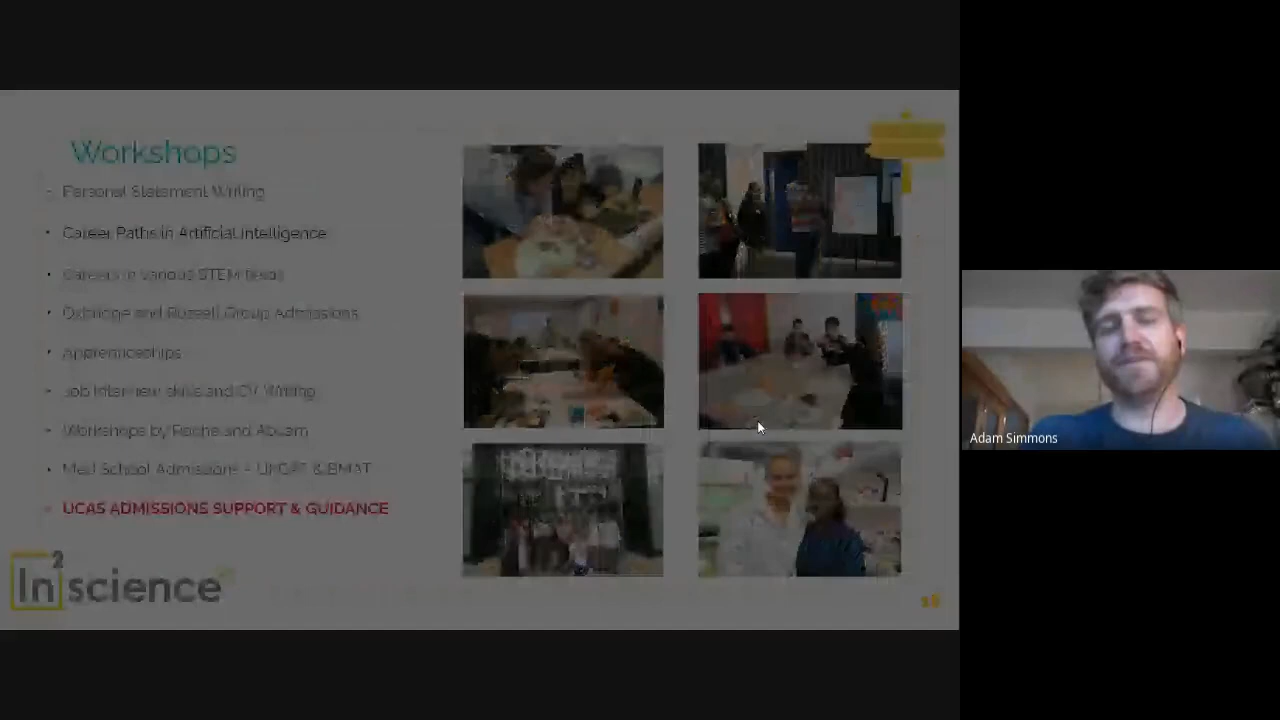 Workshops
- Personal Statement Writing
• Career Paths in Artificial Intelligence
• Careers in various STEM fields
• Oxbridge and Russell Group Admissions
• Apprenticeships
• Job Interview skills and CV Writing
• Workshops by Roche and Abcam
• Med School Admissions - UKCAT & BMAT
- UCAS ADMISSIONS SUPPORT & GUIDANCE
In2science
Adam Simmons